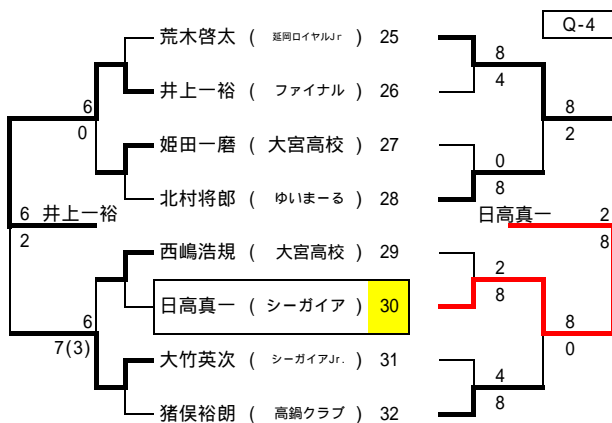 Q-4
荒木啓太 ( 延岡ロイヤルJr ) 25
8
4
井上一裕 ( ファイナル ) 26
6
0
8
2
姫田一磨 ( 大宮高校 ) 27
0
8
北村将郎 ( ゆいまーる ) 28
6 井上一裕
2
日高真一 2
8
西嶋浩規 ( 大宮高校 ) 29
2
8
日高真一 ( シーガイア ) 30
6
7(3)
8
0
大竹英次 ( シーガイアJr. ) 31
4
8
猪俣裕朗 ( 高鍋クラブ ) 32